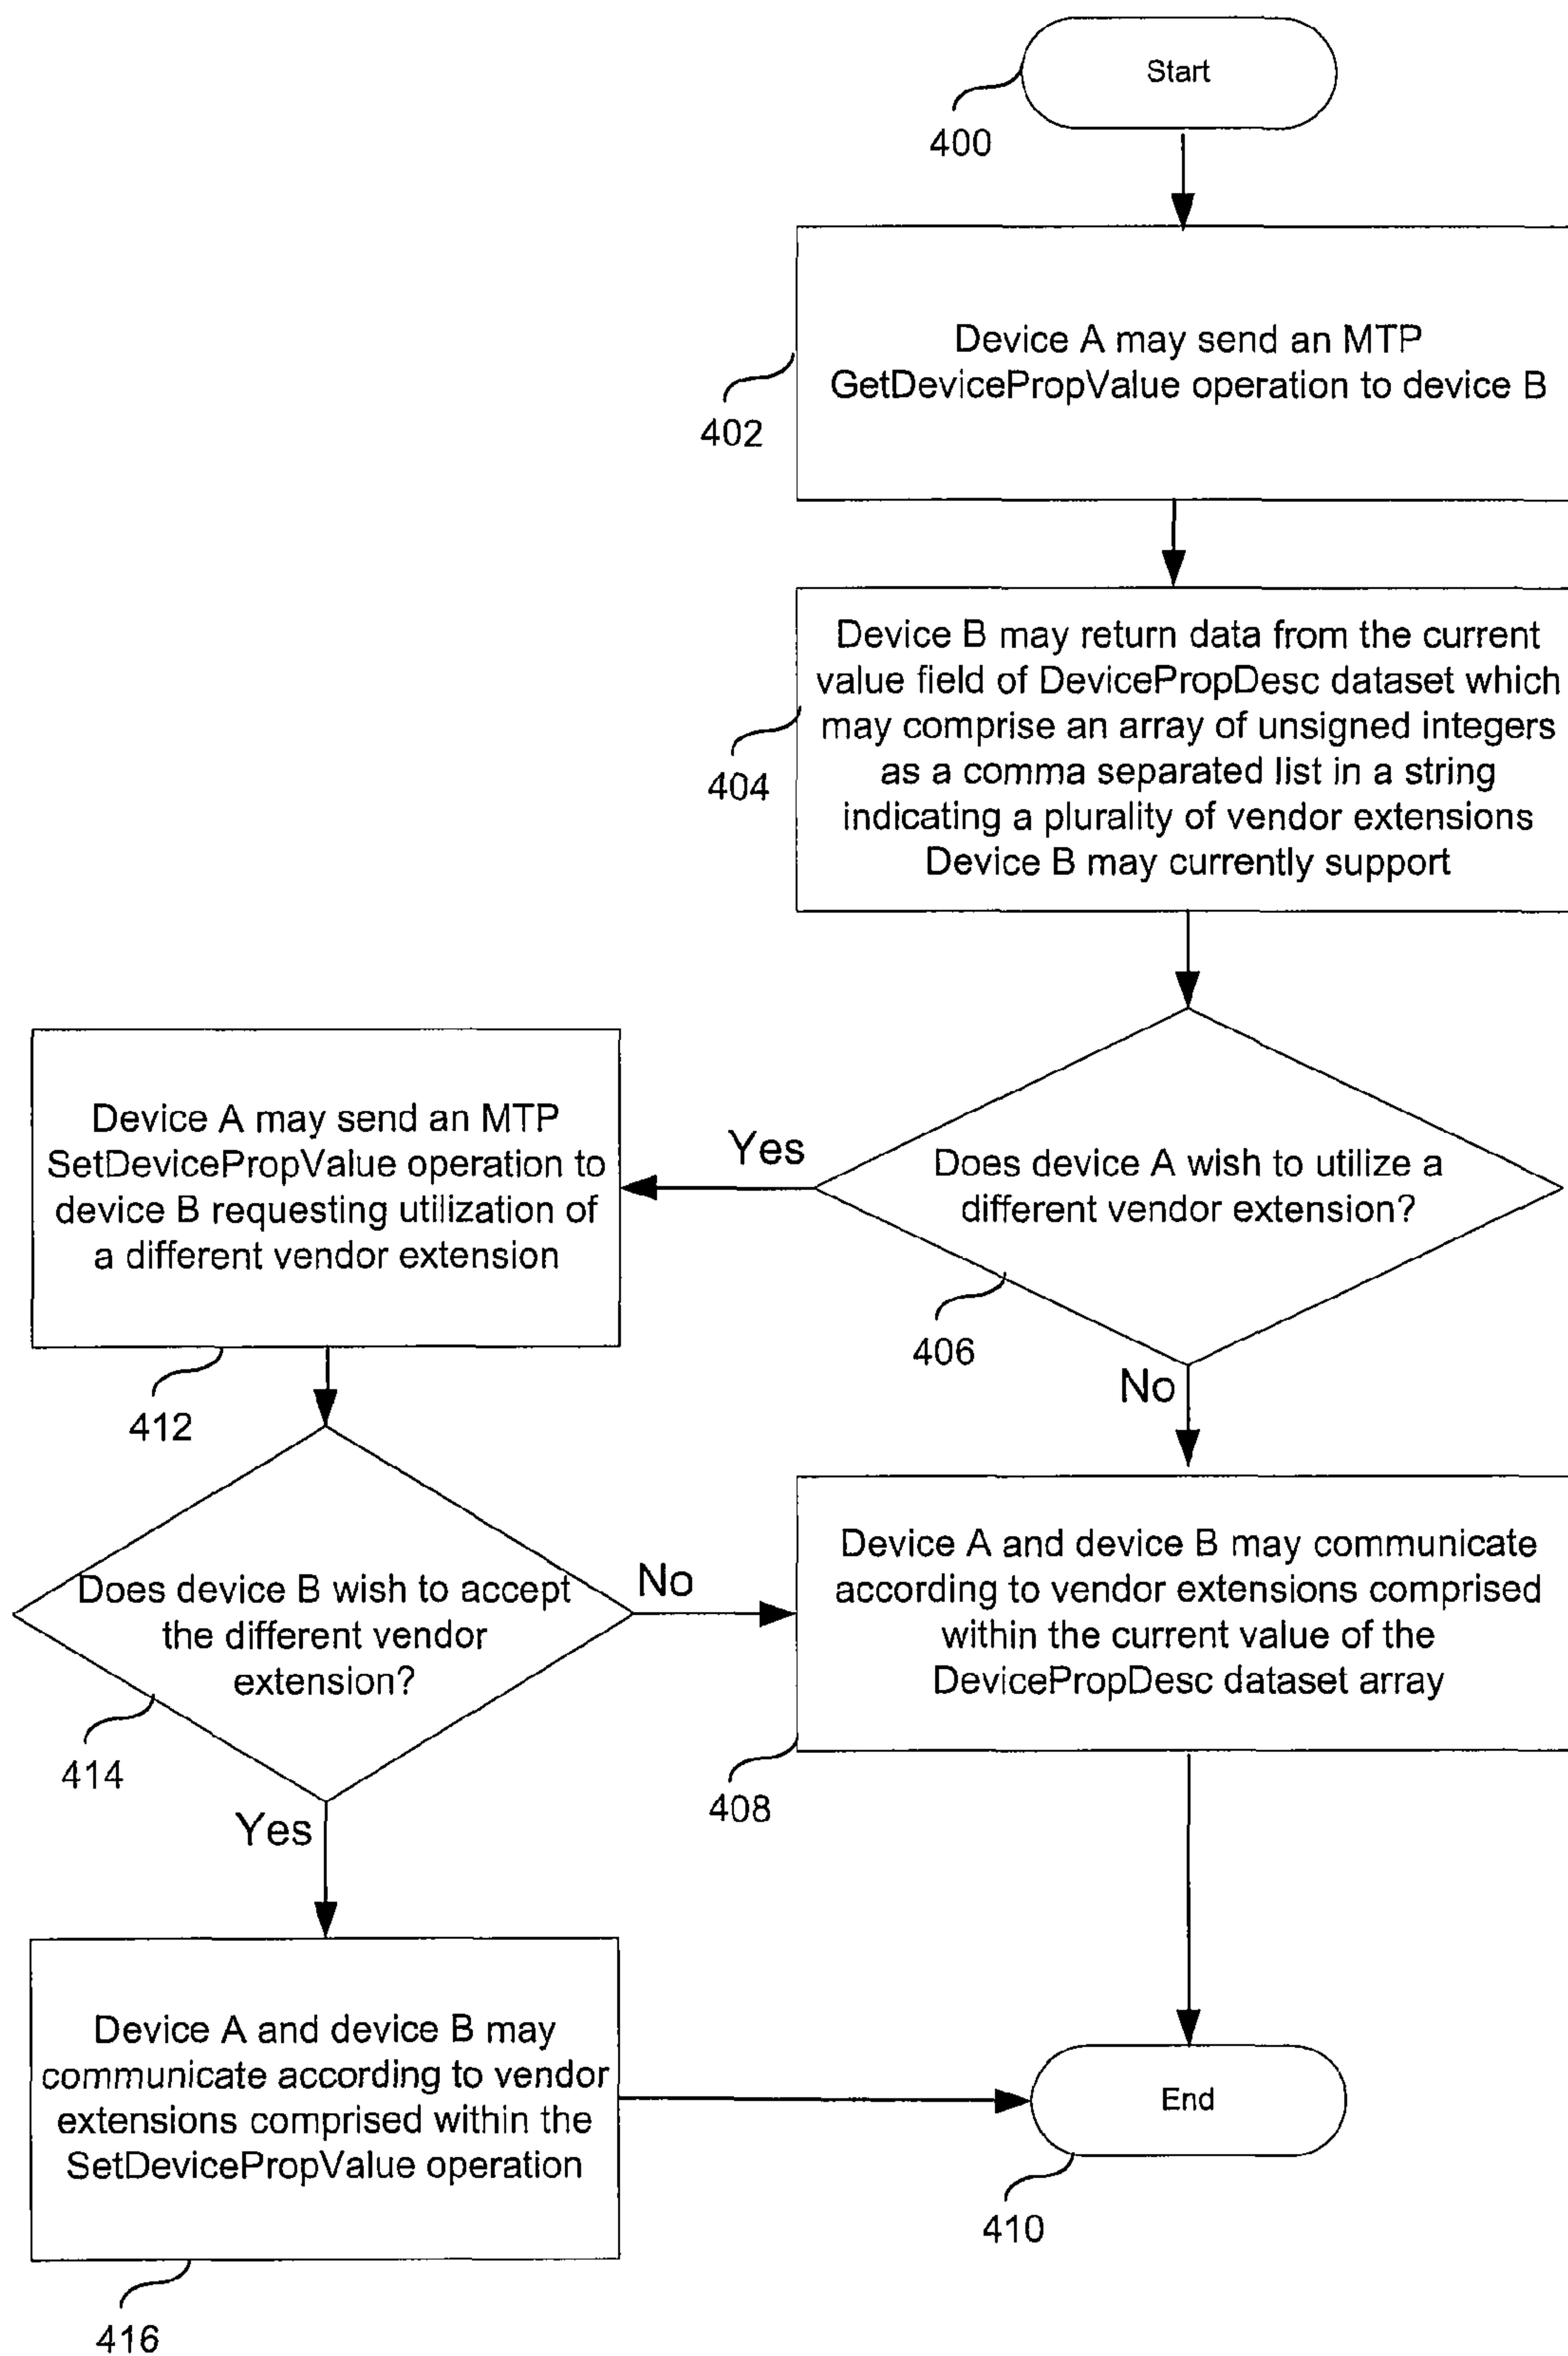 Start
400
Device A may send an MTP
GetDevicePropValue operation to device B
402
Device B may return data from the current
value field of DevicePropDesc dataset which
may comprise an array of unsigned integers
as a comma separated list in a string
indicating a plurality of vendor extensions
Device B may currently support
404
Does device A wish to utilize a
different vendor extension?
406
Yes
No
Device A may send an MTP
SetDevicePropValue operation to
device B requesting utilization of
a different vendor extension
412
Does device B wish to accept
the different vendor
extension?
414
No
Yes
Device A and device B may communicate
according to vendor extensions comprised
within the current value of the
DevicePropDesc dataset array
408
Device A and device B may
communicate according to vendor
extensions comprised within the
SetDevicePropValue operation
416
End
410